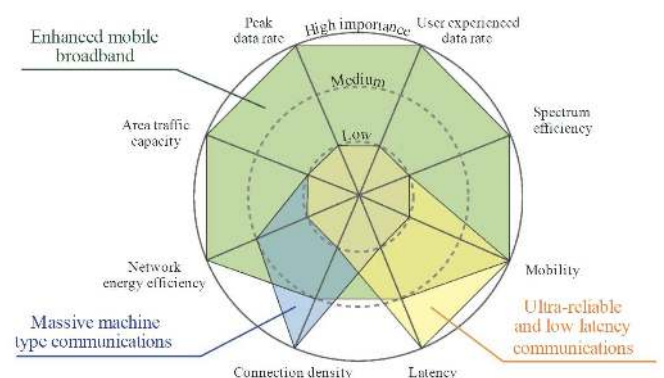 Peak
data rate
High importance
User experienced
data rate
Enhanced mobile
broadband
Medium
Area traffic
capacity
Low
Spectrum
efficiency
Network
energy efficiency
Mobility
Massive machine
type communications
Ultra-reliable
and low latency
communications
Connection density
Latency